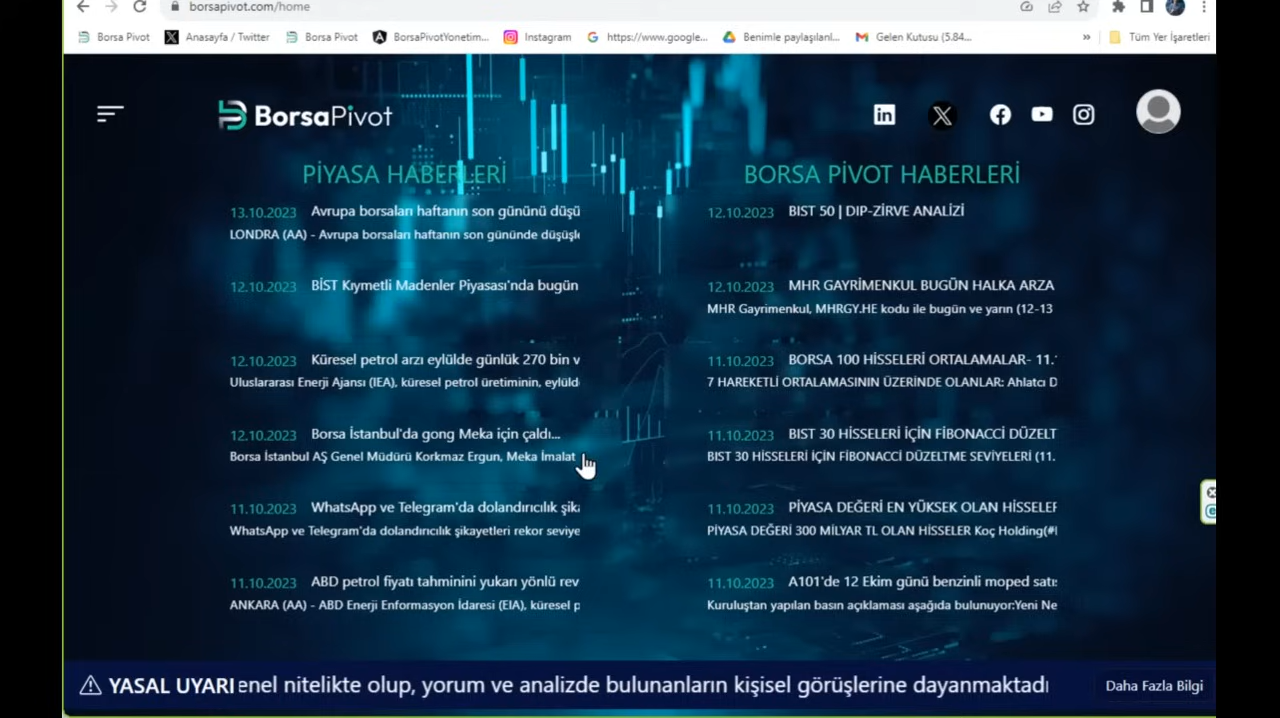 borsapivot.com/home
Borsa Pivot
Anasayfa / Twitter
Borsa Pivot
BorsaPivotYonetim...
Instagram
https://www.google...
Benimle paylaşılanl...
Gelen Kutusu (5.84...
»
Tüm Yer İşaretleri
BorsaPivot
PİYASA HABERLERİ
13.10.2023 Avrupa borsaları haftanın son gününü düşü
LONDRA (AA) - Avrupa borsaları haftanın son gününde düşüşle
12.10.2023 BİST Kıymetli Madenler Piyasası'nda bugün
12.10.2023 Küresel petrol arzı eylülde günlük 270 bin v
Uluslararası Enerji Ajansı (IEA), küresel petrol üretiminin, eylüld
12.10.2023 Borsa İstanbul'da gong Meka için çaldı...
Borsa İstanbul AŞ Genel Müdürü Korkmaz Ergun, Meka İmalat
11.10.2023 WhatsApp ve Telegram'da dolandırıcılık şika
WhatsApp ve Telegram'da dolandırıcılık şikayetleri rekor seviye
11.10.2023 ABD petrol fiyatı tahminini yukarı yönlü rev
ANKARA (AA) - ABD Enerji Enformasyon İdaresi (EIA), küresel p
BORSA PİVOT HABERLERİ
12.10.2023 BIST 50 | DIP-ZİRVE ANALİZİ
12.10.2023 MHR GAYRİMENKUL BUGÜN HALKA ARZA
MHR Gayrimenkul, MHRGY.HE kodu ile bugün ve yarın (12-13
11.10.2023 BORSA 100 HİSSELERİ ORTALAMALAR- 11.
7 HAREKETLİ ORTALAMASININ ÜZERİNDE OLANLAR: Ahlatcı D
11.10.2023 BIST 30 HİSSELERİ İÇİN FİBONACCİ DÜZELT
BIST 30 HİSSELERİ İÇİN FİBONACCİ DÜZELTME SEVİYELERİ (11.
11.10.2023 PİYASA DEĞERİ EN YÜKSEK OLAN HİSSELER
PİYASA DEĞERİ 300 MİLYAR TL OLAN HİSSELER Koç Holding(#
11.10.2023 A101'de 12 Ekim günü benzinli moped satış
Kuruluştan yapılan basın açıklaması aşağıda bulunuyor:Yeni Ne
YASAL UYARI enel nitelikte olup, yorum ve analizde bulunanların kişisel görüşlerine dayanmaktadı
Daha Fazla Bilgi